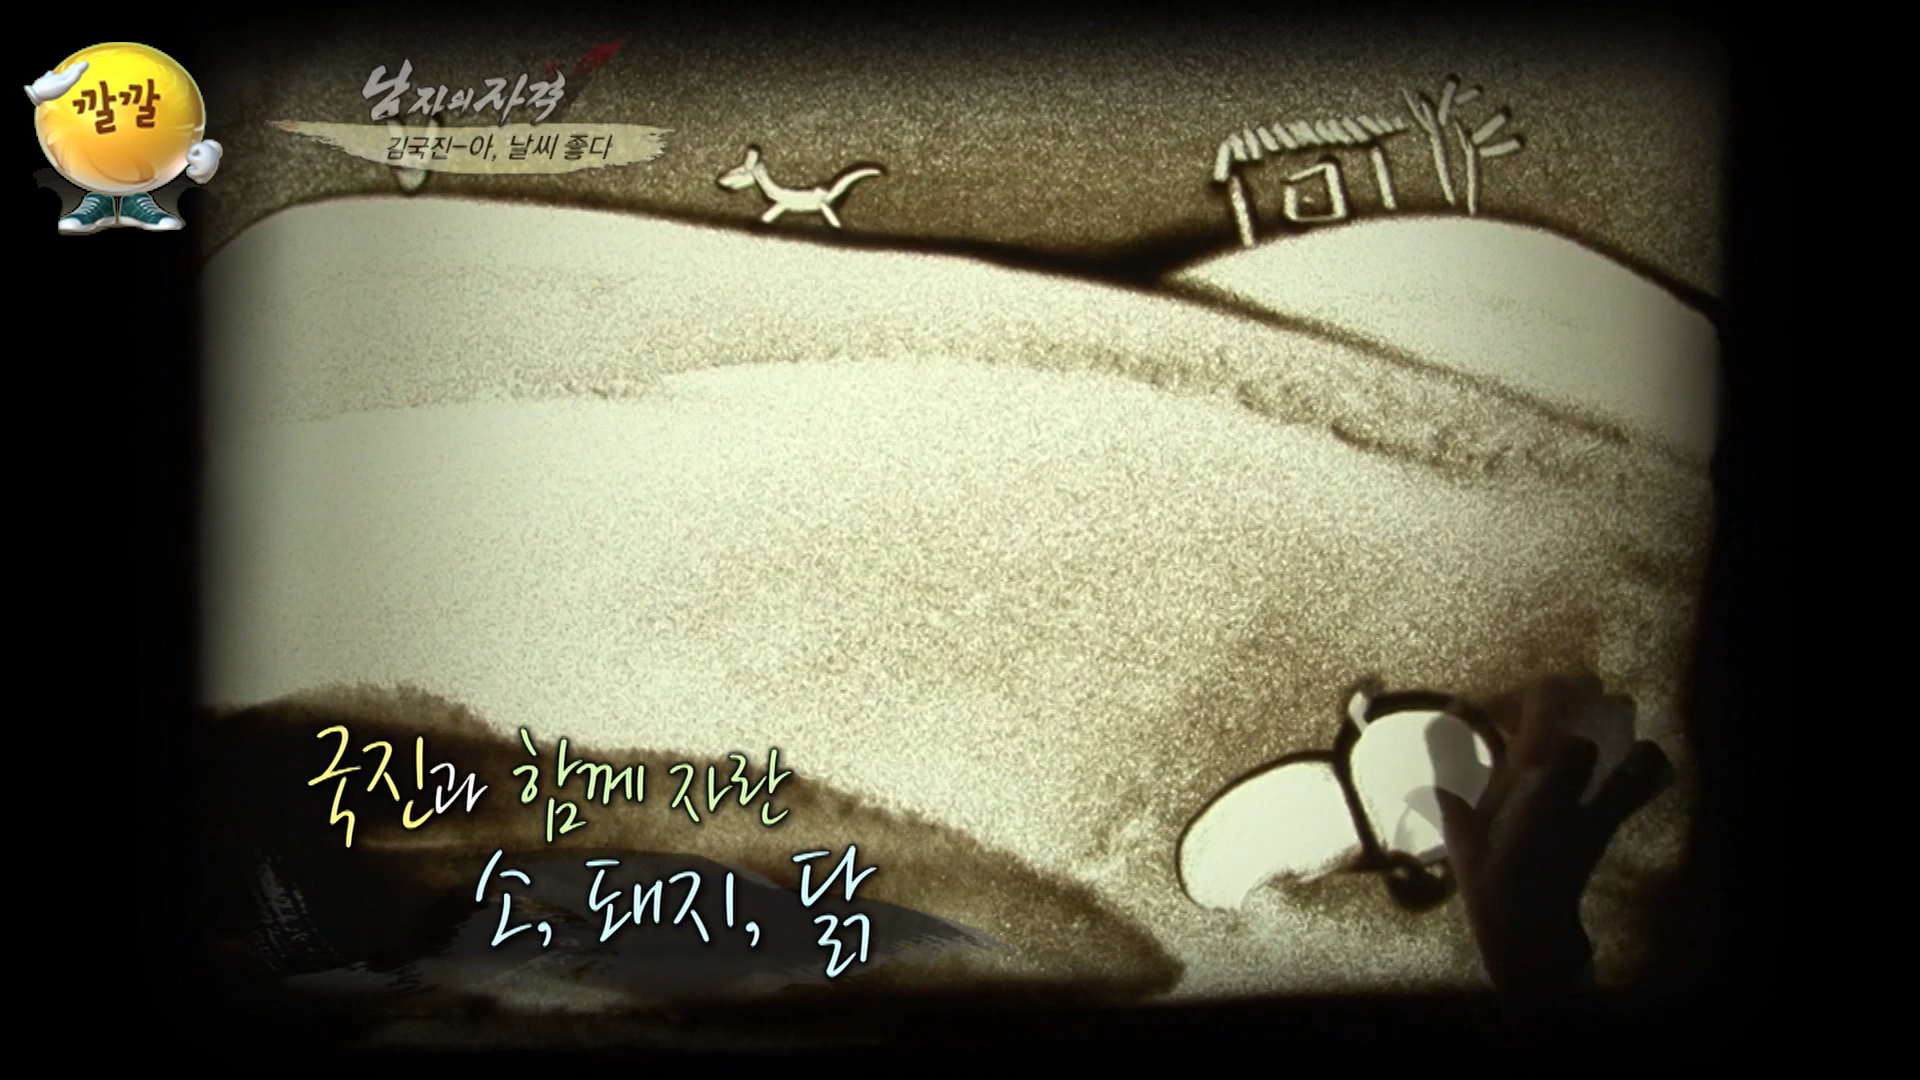 깔깔
남자의 자격
김국진-아, 날씨 좋다
국진과 함께 자란
소, 돼지, 닭